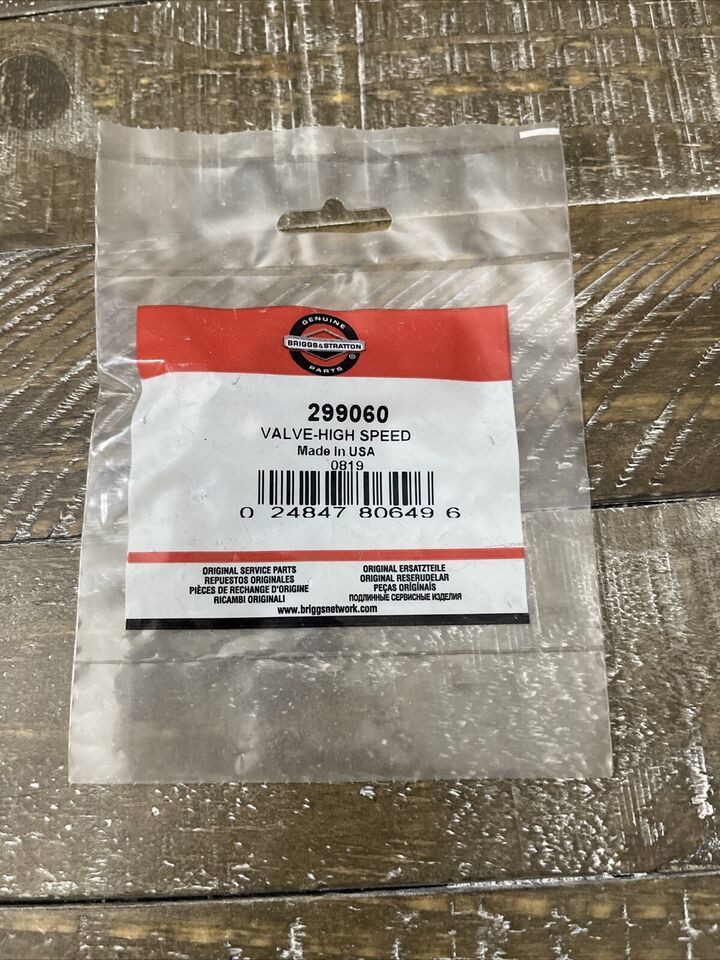 GENUINE
BRIGGS & STRATTON
PARTS ®
299060
VALVE-HIGH SPEED
Made In USA
0819
0 24847 80649 6
ORIGINAL SERVICE PARTS
REPUESTOS ORIGINALES
PIÈCES DE RECHANGE D'ORIGINE
RICAMBI ORIGINALI
ORIGINAL ERSATZTEILE
ORIGINAL RESERUDELAR
PEÇAS ORIGÍNAIS
ПОДЛИННЫЕ СЕРВИСНЫЕ ИЗДЕЛИЯ
www.briggsnetwork.com